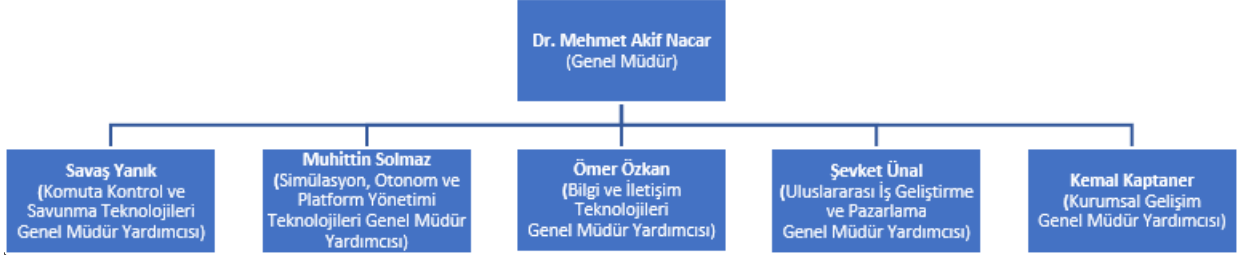 Dr. Mehmet Akif Nacar
(Genel Müdür)
Savaş Yanık
(Komuta Kontrol ve
Savunma Teknolojileri
Genel Müdür Yardımcısı)
Muhittin Solmaz
(Simülasyon, Otonom ve
Platform Yönetimi
Teknolojileri Genel Müdür
Yardımcısı)
Ömer Özkan
(Bilgi ve İletişim
Teknolojileri
Genel Müdür Yardımcısı)
Şevket Ünal
(Uluslararası İş Geliştirme
ve Pazarlama
Genel Müdür Yardımcısı)
Kemal Kaptaner
(Kurumsal Gelişim
Genel Müdür Yardımcısı)